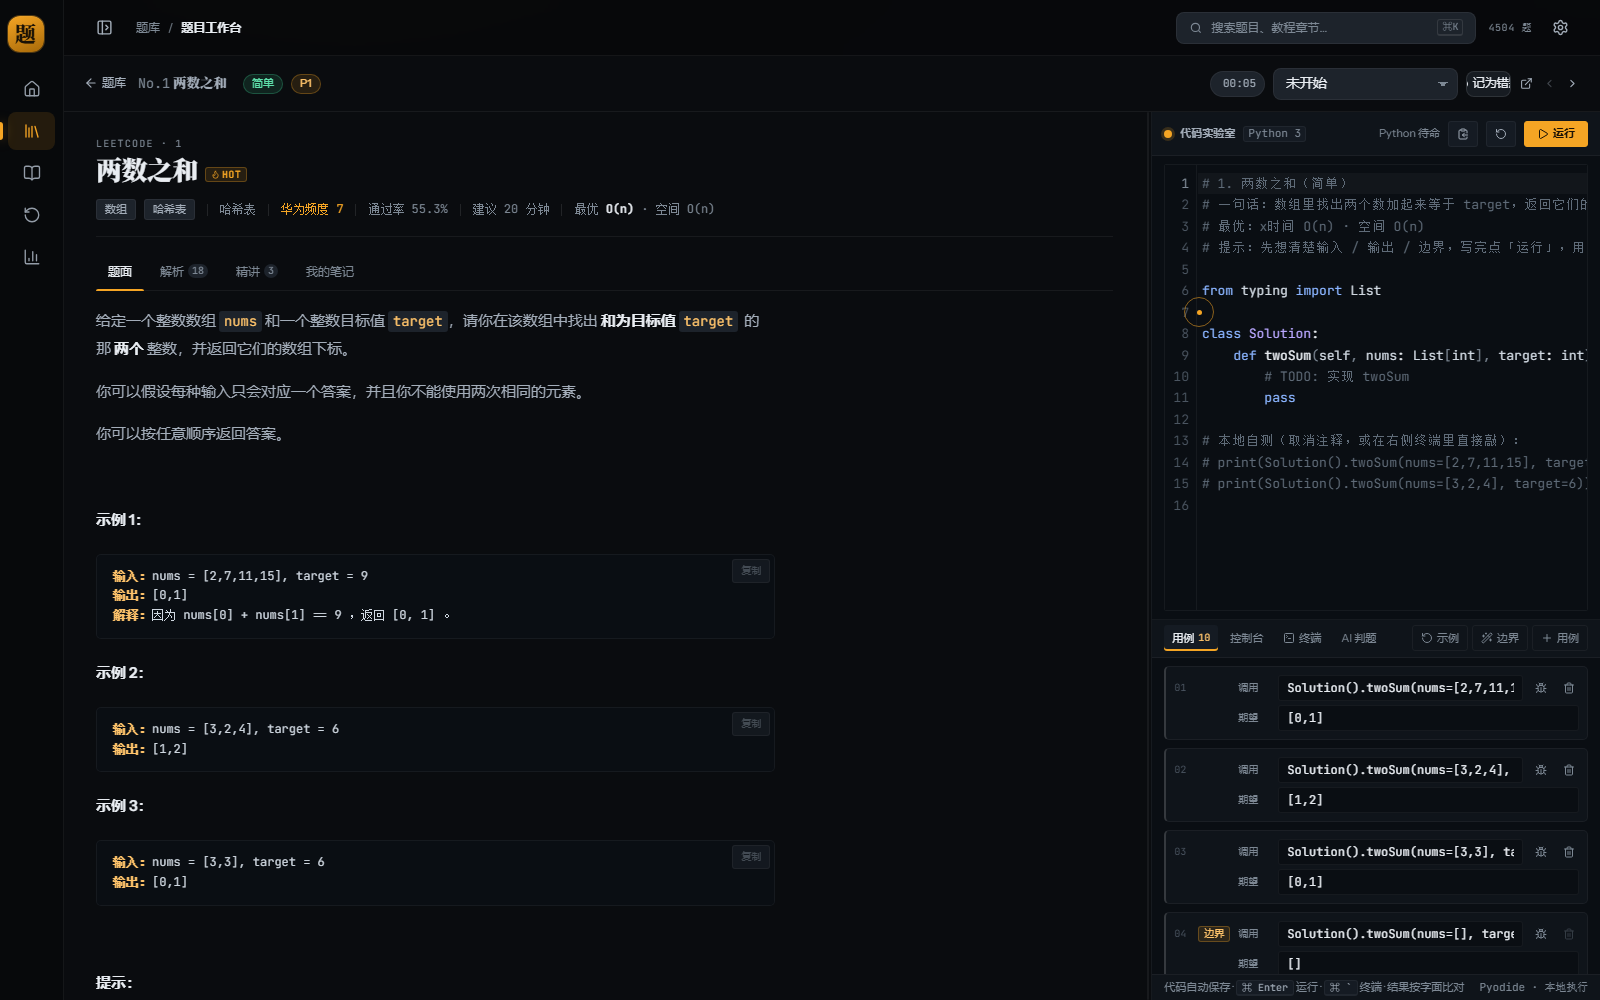 题
题库 / 题目工作台
搜索题目、教程章节… ⌘K
4504 题
← 题库 No.1 两数之和 简单 P1
00:05 未开始 记为错
LEETCODE · 1
两数之和 HOT
数组 哈希表 哈希表 华为频度 7 通过率 55.3% 建议 20 分钟 最优 O(n) · 空间 O(n)
题面 解析 18 精讲 3 我的笔记
给定一个整数数组 nums 和一个整数目标值 target，请你在该数组中找出 和为目标值 target 的
那 两个 整数，并返回它们的数组下标。
你可以假设每种输入只会对应一个答案，并且你不能使用两次相同的元素。
你可以按任意顺序返回答案。
示例 1:
复制
输入: nums = [2,7,11,15], target = 9
输出: [0,1]
解释: 因为 nums[0] + nums[1] == 9 ，返回 [0, 1] 。
示例 2:
复制
输入: nums = [3,2,4], target = 6
输出: [1,2]
示例 3:
复制
输入: nums = [3,3], target = 6
输出: [0,1]
提示:
代码实验室 Python 3 Python 待命 运行
1 # 1. 两数之和（简单）
2 # 一句话：数组里找出两个数加起来等于 target，返回它们的
3 # 最优：x时间 O(n) · 空间 O(n)
4 # 提示：先想清楚输入 / 输出 / 边界，写完点「运行」，用
5
6 from typing import List
7
8 class Solution:
9 def twoSum(self, nums: List[int], target: int
10 # TODO: 实现 twoSum
11 pass
12
13 # 本地自测（取消注释，或在右侧终端里直接敲）：
14 # print(Solution().twoSum(nums=[2,7,11,15], targe
15 # print(Solution().twoSum(nums=[3,2,4], target=6))
16
用例 10 控制台 终端 AI 判题 示例 边界 用例
01 调用 Solution().twoSum(nums=[2,7,11,1
期望 [0,1]
02 调用 Solution().twoSum(nums=[3,2,4],
期望 [1,2]
03 调用 Solution().twoSum(nums=[3,3], ta
期望 [0,1]
04 边界 调用 Solution().twoSum(nums=[], targe
期望 []
代码自动保存· ⌘ Enter 运行· ⌘ ` 终端·结果按字面比对 Pyodide · 本地执行